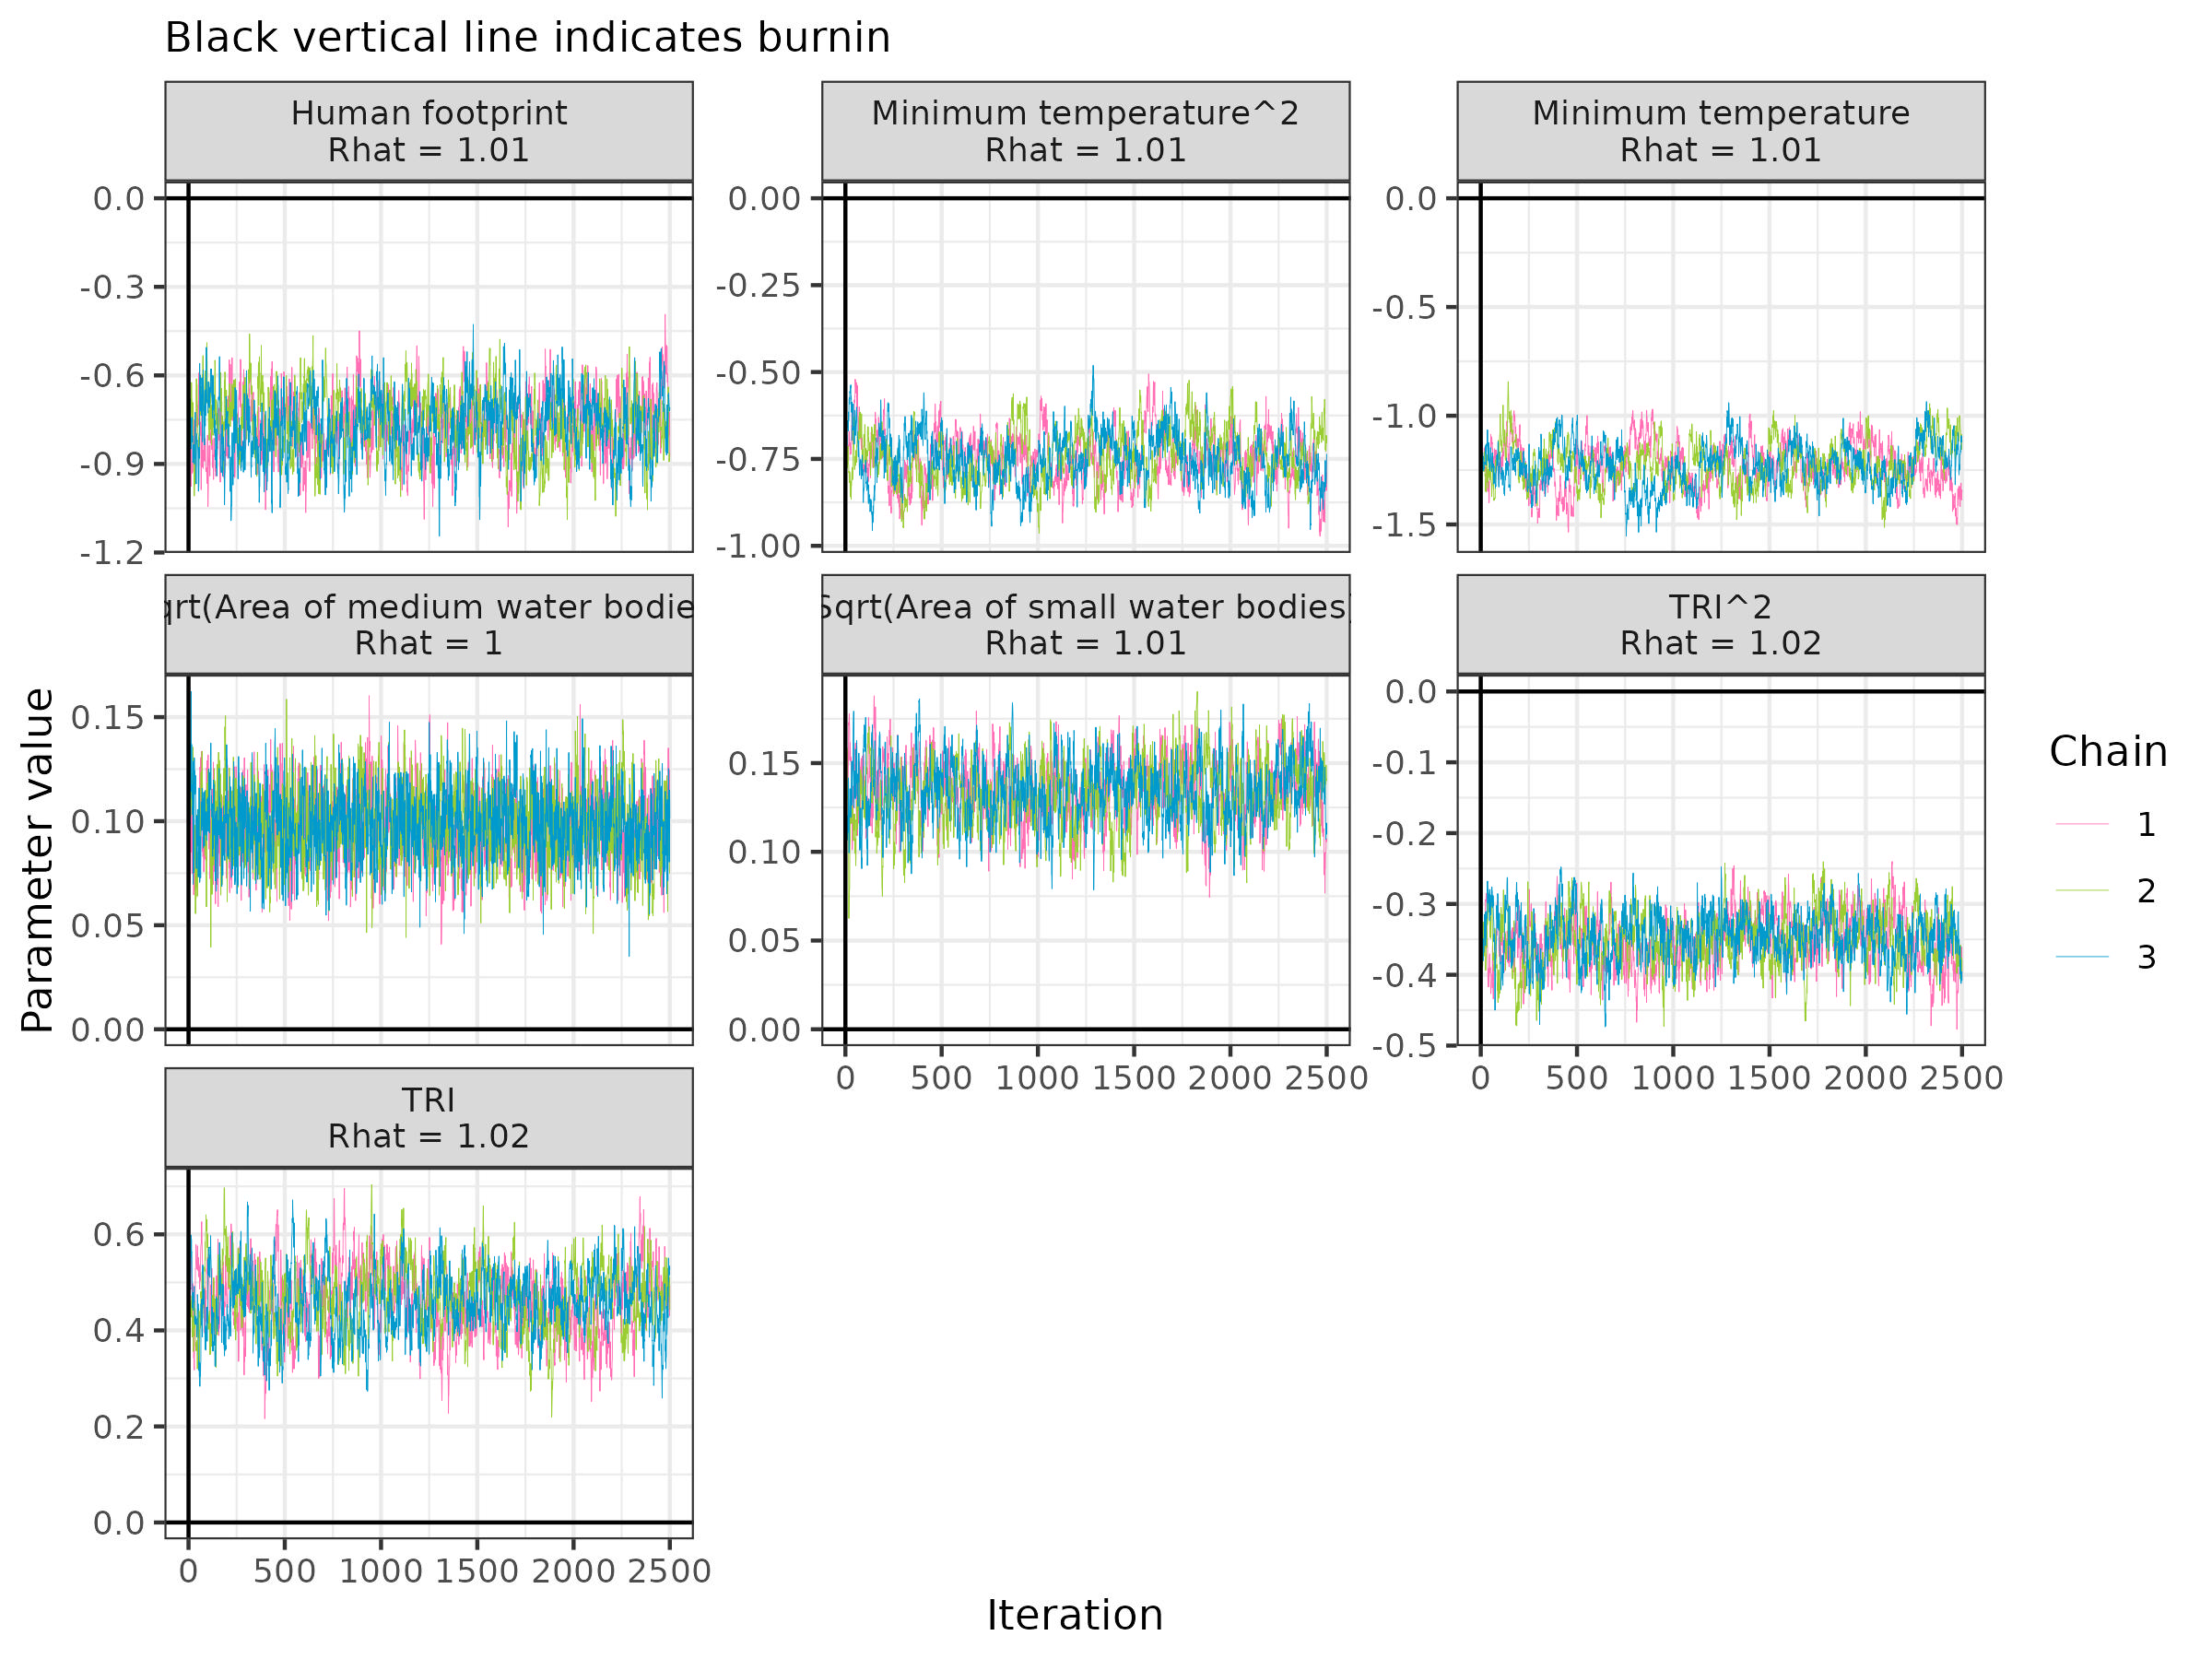 Black vertical line indicates burnin
Human footprint
Rhat = 1.01
Minimum temperature^2
Rhat = 1.01
Minimum temperature
Rhat = 1.01
0.0
-0.3
-0.6
-0.9
-1.2
0.00
-0.25
-0.50
-0.75
-1.00
0.0
-0.5
-1.0
-1.5
qrt(Area of medium water bodie
Rhat = 1
Sqrt(Area of small water bodies)
Rhat = 1.01
TRI^2
Rhat = 1.02
0.15
0.10
0.05
0.00
0.15
0.10
0.05
0.00
0 500 1000 1500 2000 2500
0.0
-0.1
-0.2
-0.3
-0.4
-0.5
0 500 1000 1500 2000 2500
TRI
Rhat = 1.02
0.6
0.4
0.2
0.0
0 500 1000 1500 2000 2500
Parameter value
Iteration
Chain
1
2
3